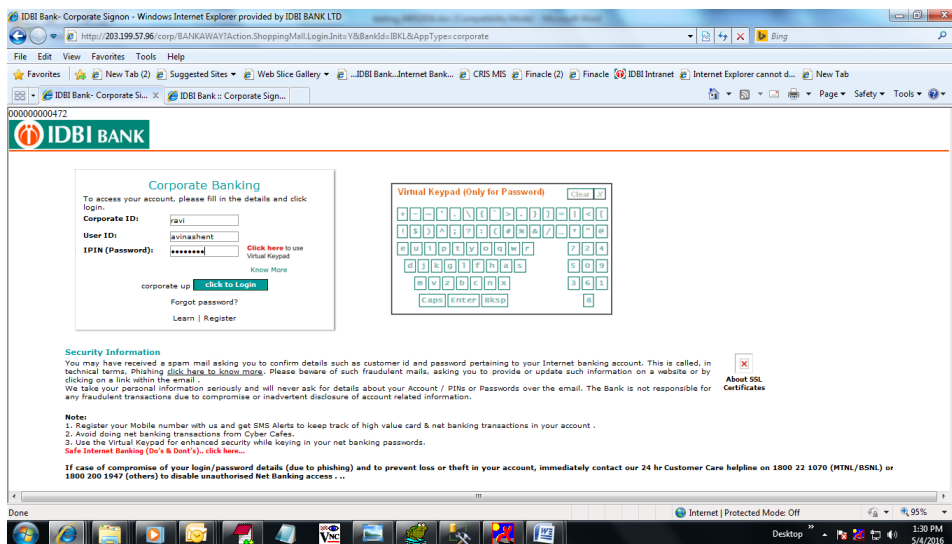 IDBI Bank- Corporate Signon - Windows Internet Explorer provided by IDBI BANK LTD
http://203.199.57.96/corp/BANKAWAY?Action.ShoppingMall.Login.Init=Y&BankId=IBKL&AppType=corporate
Bing
File Edit View Favorites Tools Help
Favorites New Tab (2) Suggested Sites Web Slice Gallery ...IDBI Bank...Internet Bank... CRIS MIS Finacle (2) Finacle IDBI Intranet Internet Explorer cannot d... New Tab
IDBI Bank- Corporate Si... IDBI Bank :: Corporate Sign... Page Safety Tools
000000000472
IDBI BANK
Corporate Banking
To access your account, please fill in the details and click
login.
Corporate ID: ravi
User ID: avinashent
IPIN (Password): ••••••••
Click here to use
Virtual Keypad
Know More
corporate up click to Login
Forgot password?
Learn | Register
Virtual Keypad (Only for Password) Clear X
e u i p t y o q w r 7 2 4
d j k g l f h a s 5 0 9
m v z b c n x 3 6 1
Caps Enter Bksp 8
Security Information
You may have received a spam mail asking you to confirm details such as customer id and password pertaining to your Internet banking account. This is called, in
technical terms, Phishing click here to know more. Please beware of such fraudulent mails, asking you to provide or update such information on a website or by
clicking on a link within the email .
We take your personal information seriously and will never ask for details about your Account / PINs or Passwords over the email. The Bank is not responsible for
any fraudulent transactions due to compromise or inadvertent disclosure of account related information.
About SSL
Certificates
Note:
1. Register your Mobile number with us and get SMS Alerts to keep track of high value card & net banking transactions in your account .
2. Avoid doing net banking transactions from Cyber Cafes.
3. Use the Virtual Keypad for enhanced security while keying in your net banking passwords.
Safe Internet Banking (Do's & Dont's).. click here...
If case of compromise of your login/password details (due to phishing) and to prevent loss or theft in your account, immediately contact our 24 hr Customer Care helpline on 1800 22 1070 (MTNL/BSNL) or
1800 200 1947 (others) to disable unauthorised Net Banking access . ..
Done Internet | Protected Mode: Off 95%
VNC
Desktop 1:30 PM
5/4/2016